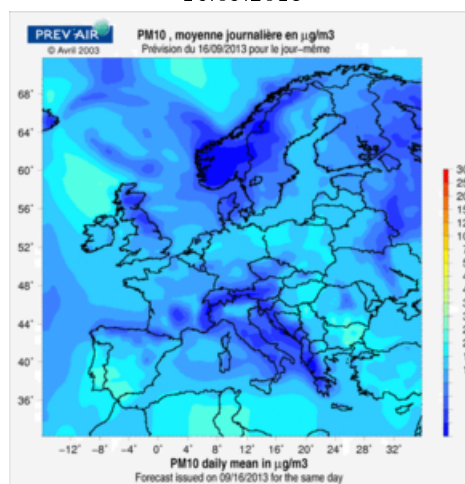 PREV'AIR
© Avril 2003
PM10 , moyenne journalière en µg/m3
Prévision du 16/09/2013 pour le jour–même
68°
64°
60°
56°
52°
48°
44°
40°
36°
−12° −8° −4° 0° 4° 8° 12° 16° 20° 24° 28° 32°
PM10 daily mean in µg/m3
Forecast issued on 09/16/2013 for the same day